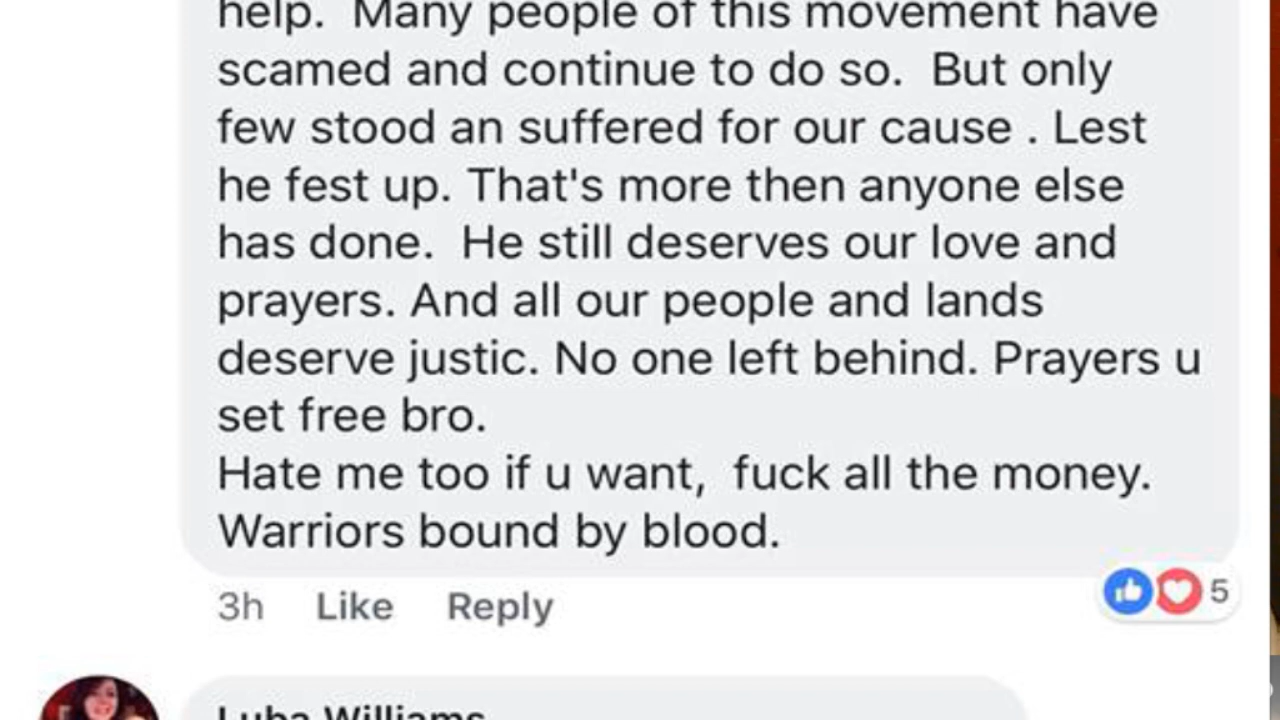 help.  Many people of this movement have
scamed and continue to do so.  But only
few stood an suffered for our cause . Lest
he fest up. That's more then anyone else
has done.  He still deserves our love and
prayers. And all our people and lands
deserve justic. No one left behind. Prayers u
set free bro.
Hate me too if u want,  fuck all the money.
Warriors bound by blood.
3h Like Reply
5
Luba Williams